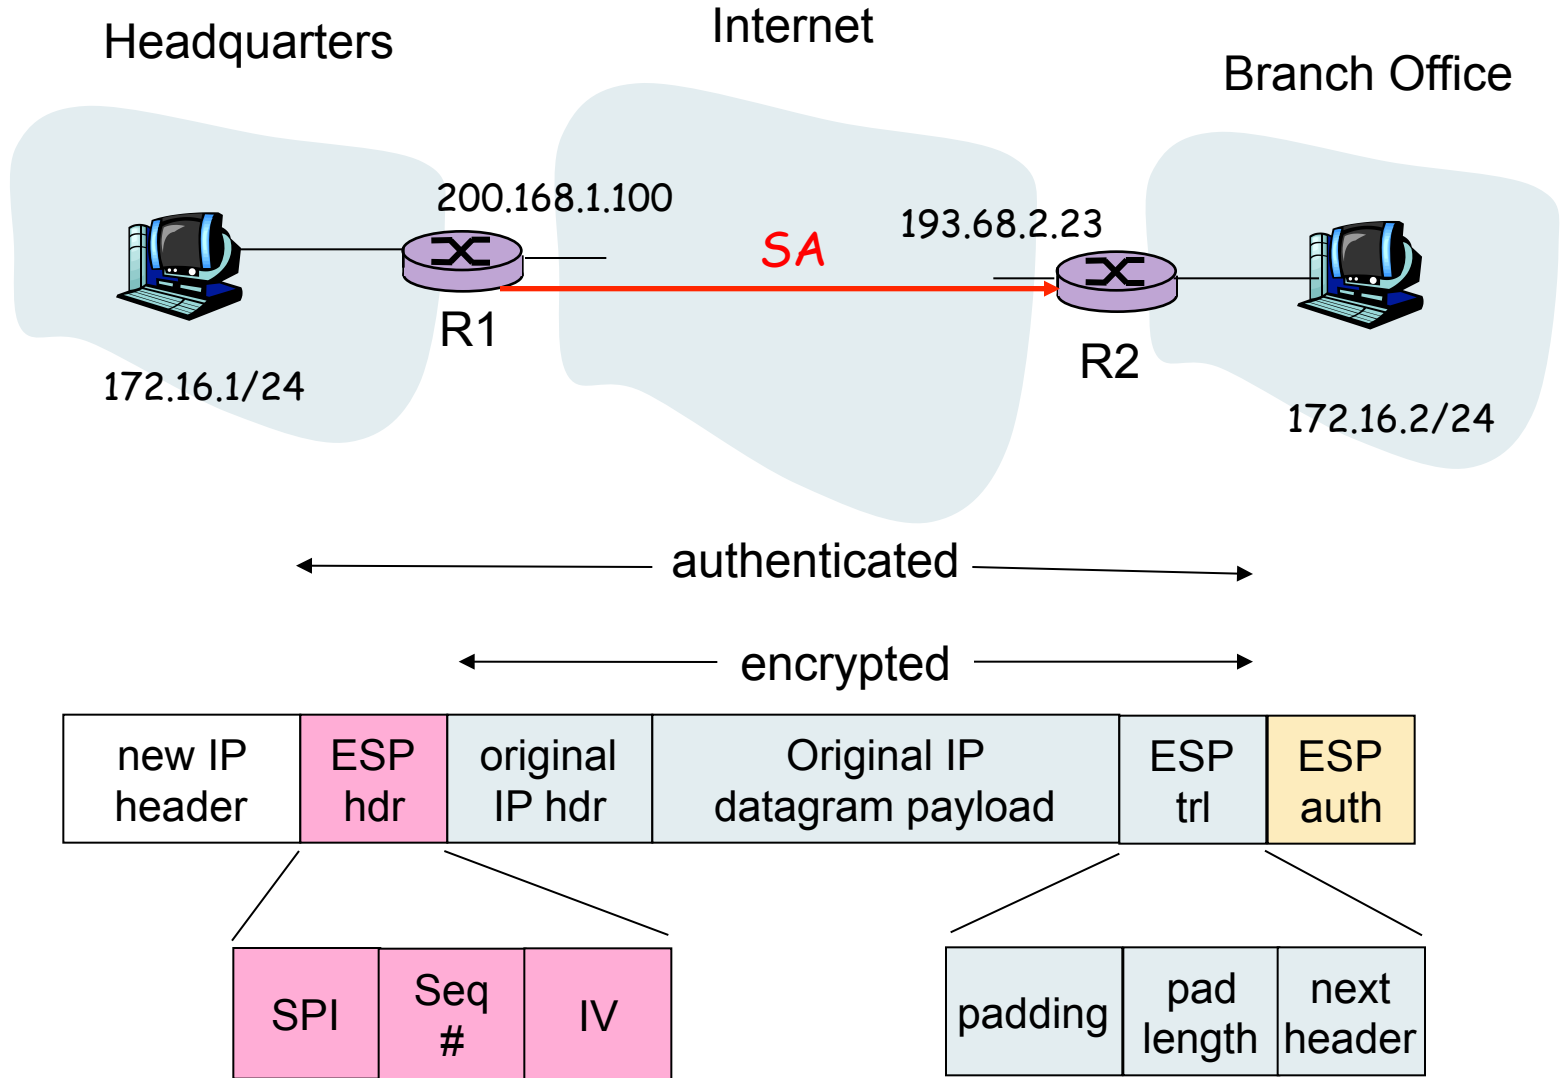 Headquarters
Internet
Branch Office
200.168.1.100
193.68.2.23
SA
R1
R2
172.16.1/24
172.16.2/24
authenticated
encrypted
new IP
header
ESP
hdr
original
IP hdr
Original IP
datagram payload
ESP
trl
ESP
auth
SPI
Seq
#
IV
padding
pad
length
next
header